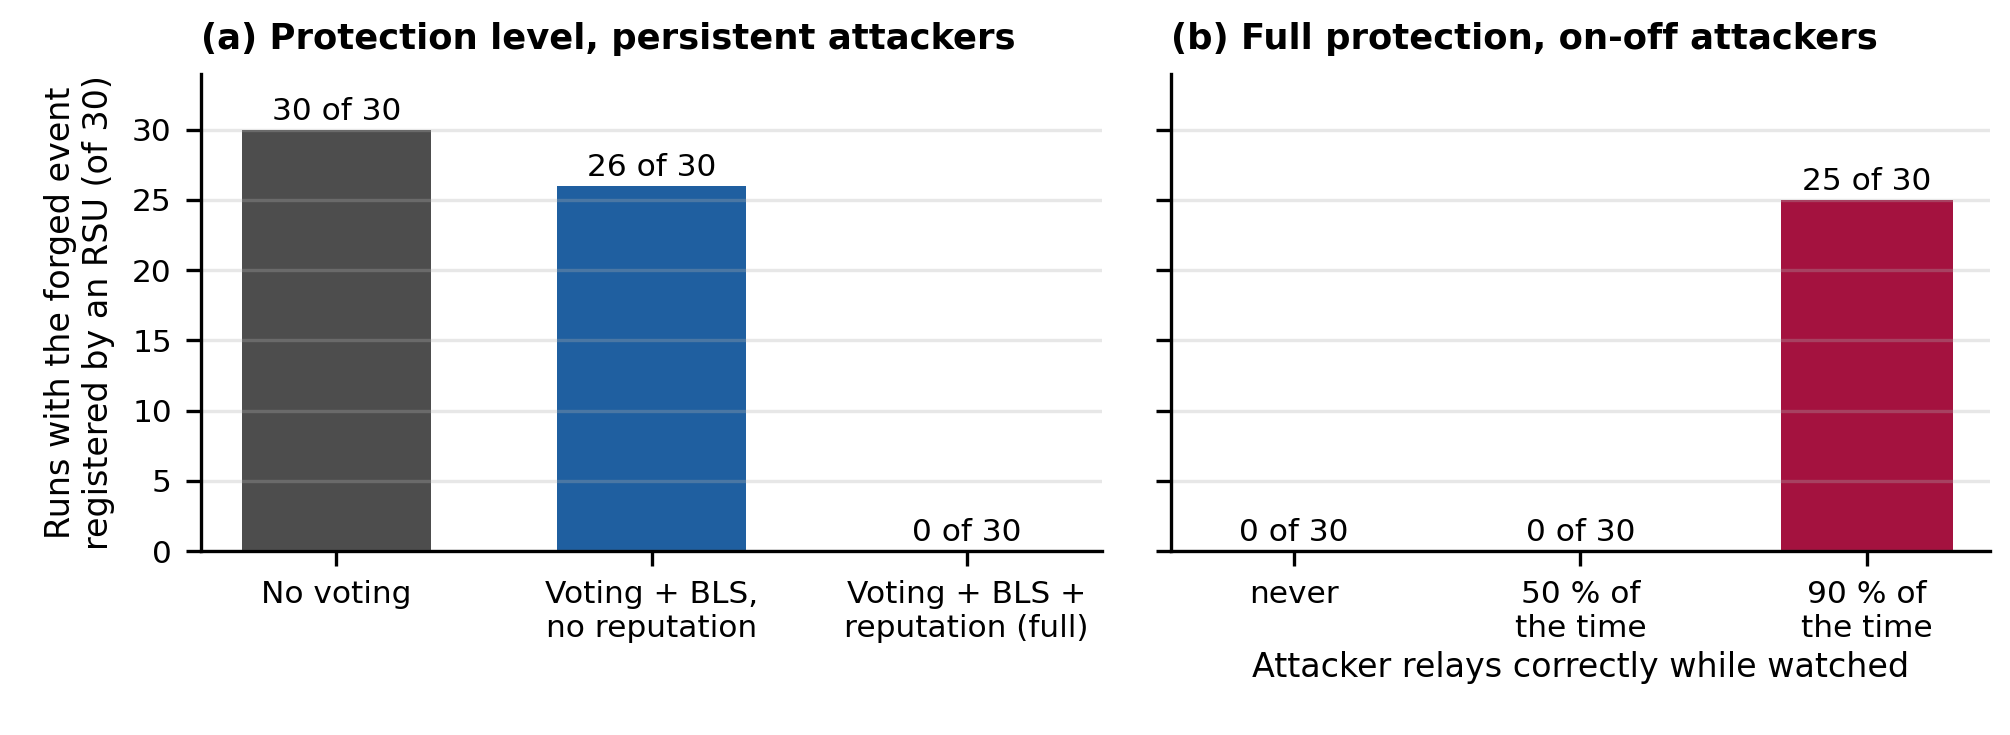 (a) Protection level, persistent attackers
Runs with the forged event
registered by an RSU (of 30)
30
25
20
15
10
5
0
30 of 30
26 of 30
0 of 30
No voting
Voting + BLS,
no reputation
Voting + BLS +
reputation (full)
(b) Full protection, on-off attackers
0 of 30
0 of 30
25 of 30
never
50 % of
the time
90 % of
the time
Attacker relays correctly while watched